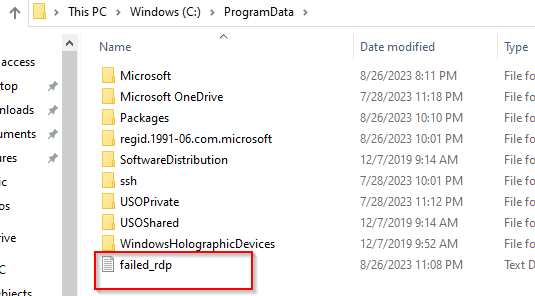 This PC > Windows (C:) > ProgramData
Name Date modified Type
access
Microsoft 8/26/2023 8:11 PM File fo
top Microsoft OneDrive 7/28/2023 11:18 PM File fo
nloads Packages 8/26/2023 10:10 PM File fo
uments regid.1991-06.com.microsoft 8/26/2023 10:01 PM File fo
ures SoftwareDistribution 12/7/2019 9:14 AM File fo
ic ssh 7/28/2023 10:01 PM File fo
os USOPrivate 7/28/2023 11:12 PM File fo
USOShared 12/7/2019 9:14 AM File fo
rive WindowsHolographicDevices 12/7/2019 9:52 AM File fo
C failed_rdp 8/26/2023 11:08 PM Text D
ts